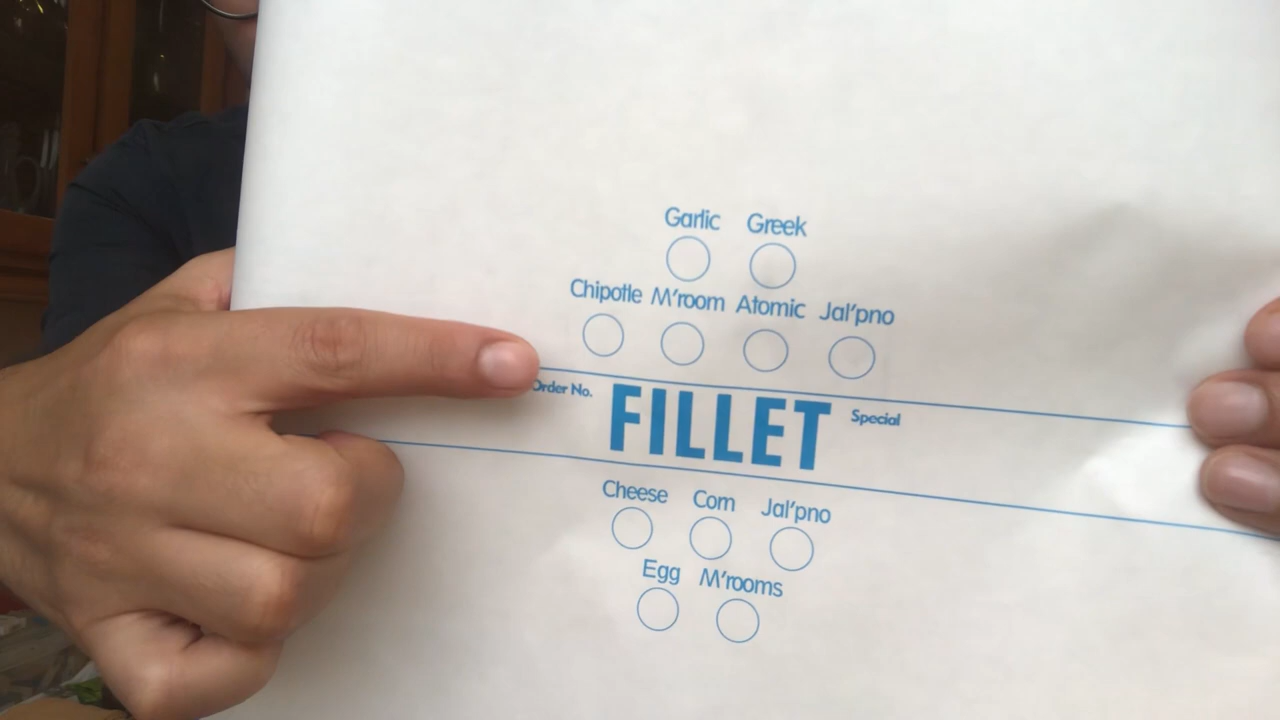 Garlic Greek
Chipotle M'room Atomic Jal'pno
Order No. FILLET Special
Cheese Corn Jal'pno
Egg M'rooms